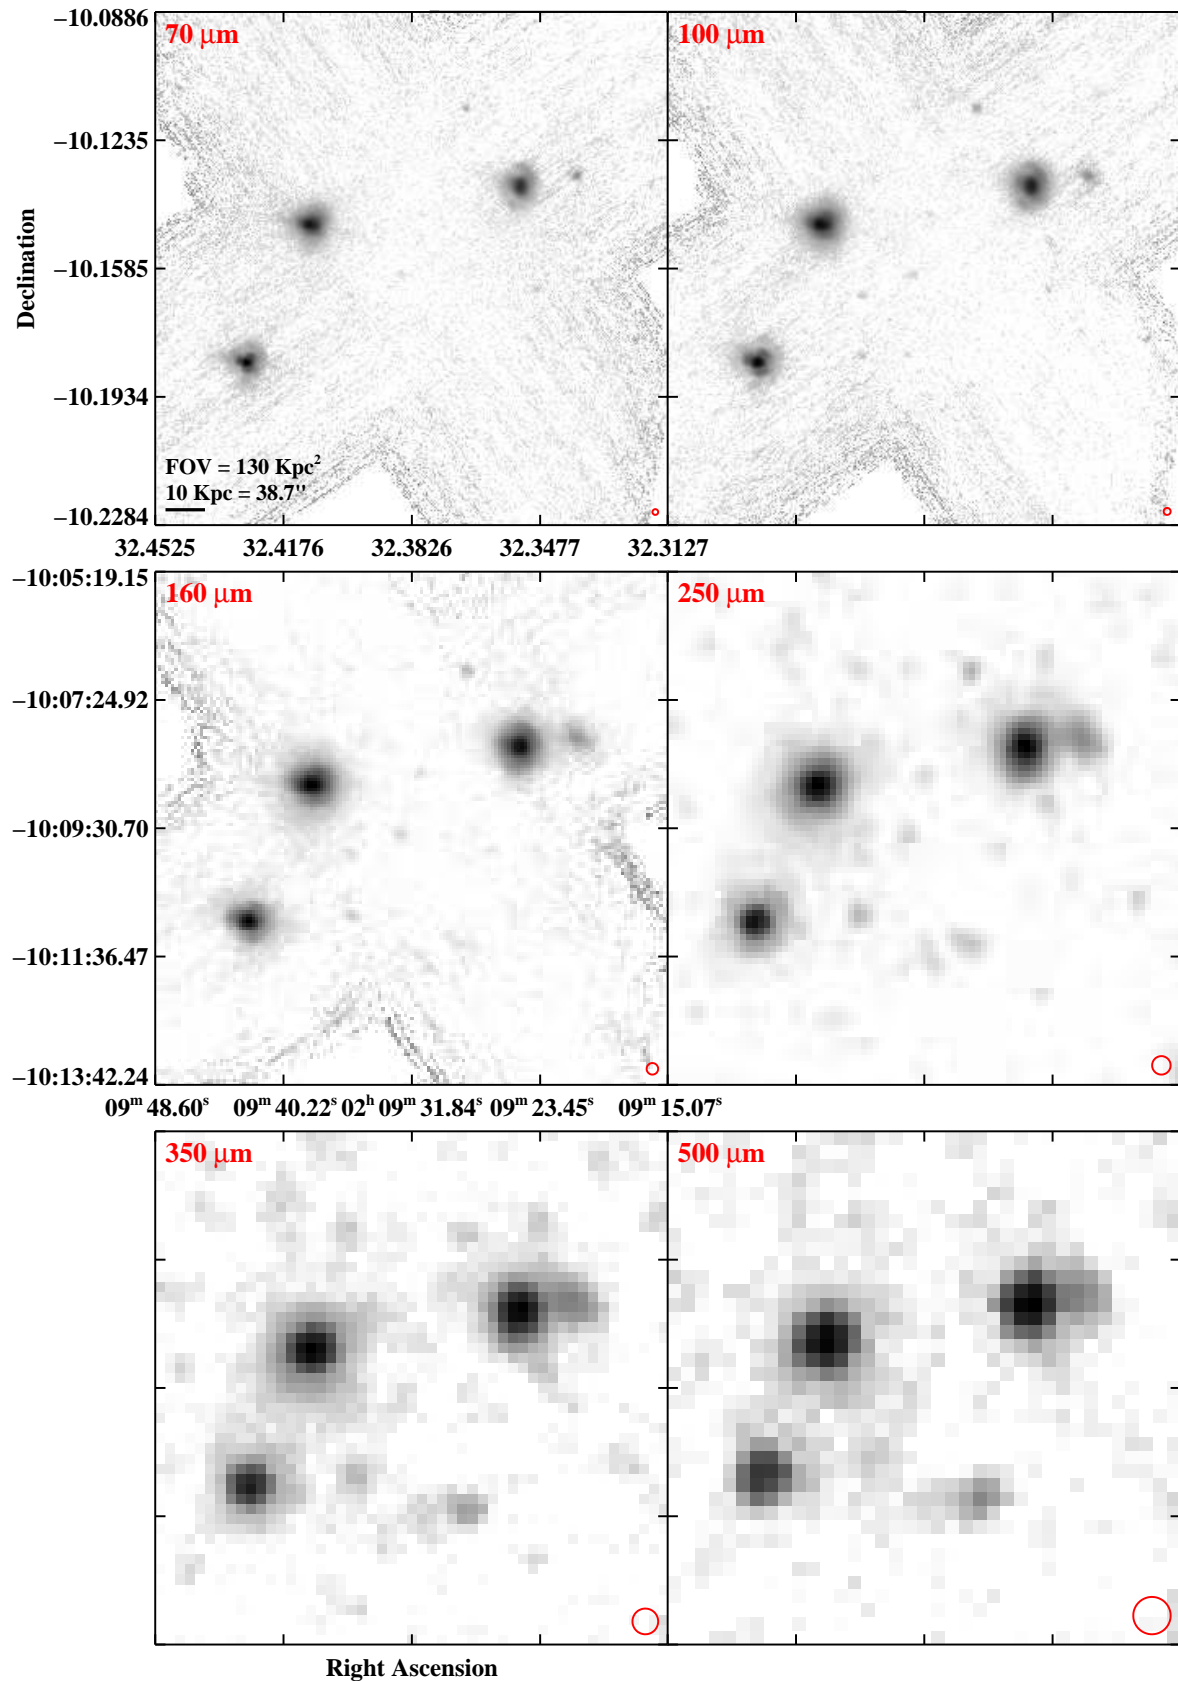 −10.0886
70 μm
100 μm
−10.1235
Declination
−10.1585
−10.1934
FOV = 130 Kpc²
10 Kpc = 38.7"
−10.2284
32.4525 32.4176 32.3826 32.3477 32.3127
−10:05:19.15
160 μm
250 μm
−10:07:24.92
−10:09:30.70
−10:11:36.47
−10:13:42.24
09ᵐ 48.60ˢ 09ᵐ 40.22ˢ 02ʰ 09ᵐ 31.84ˢ 09ᵐ 23.45ˢ 09ᵐ 15.07ˢ
350 μm
500 μm
Right Ascension